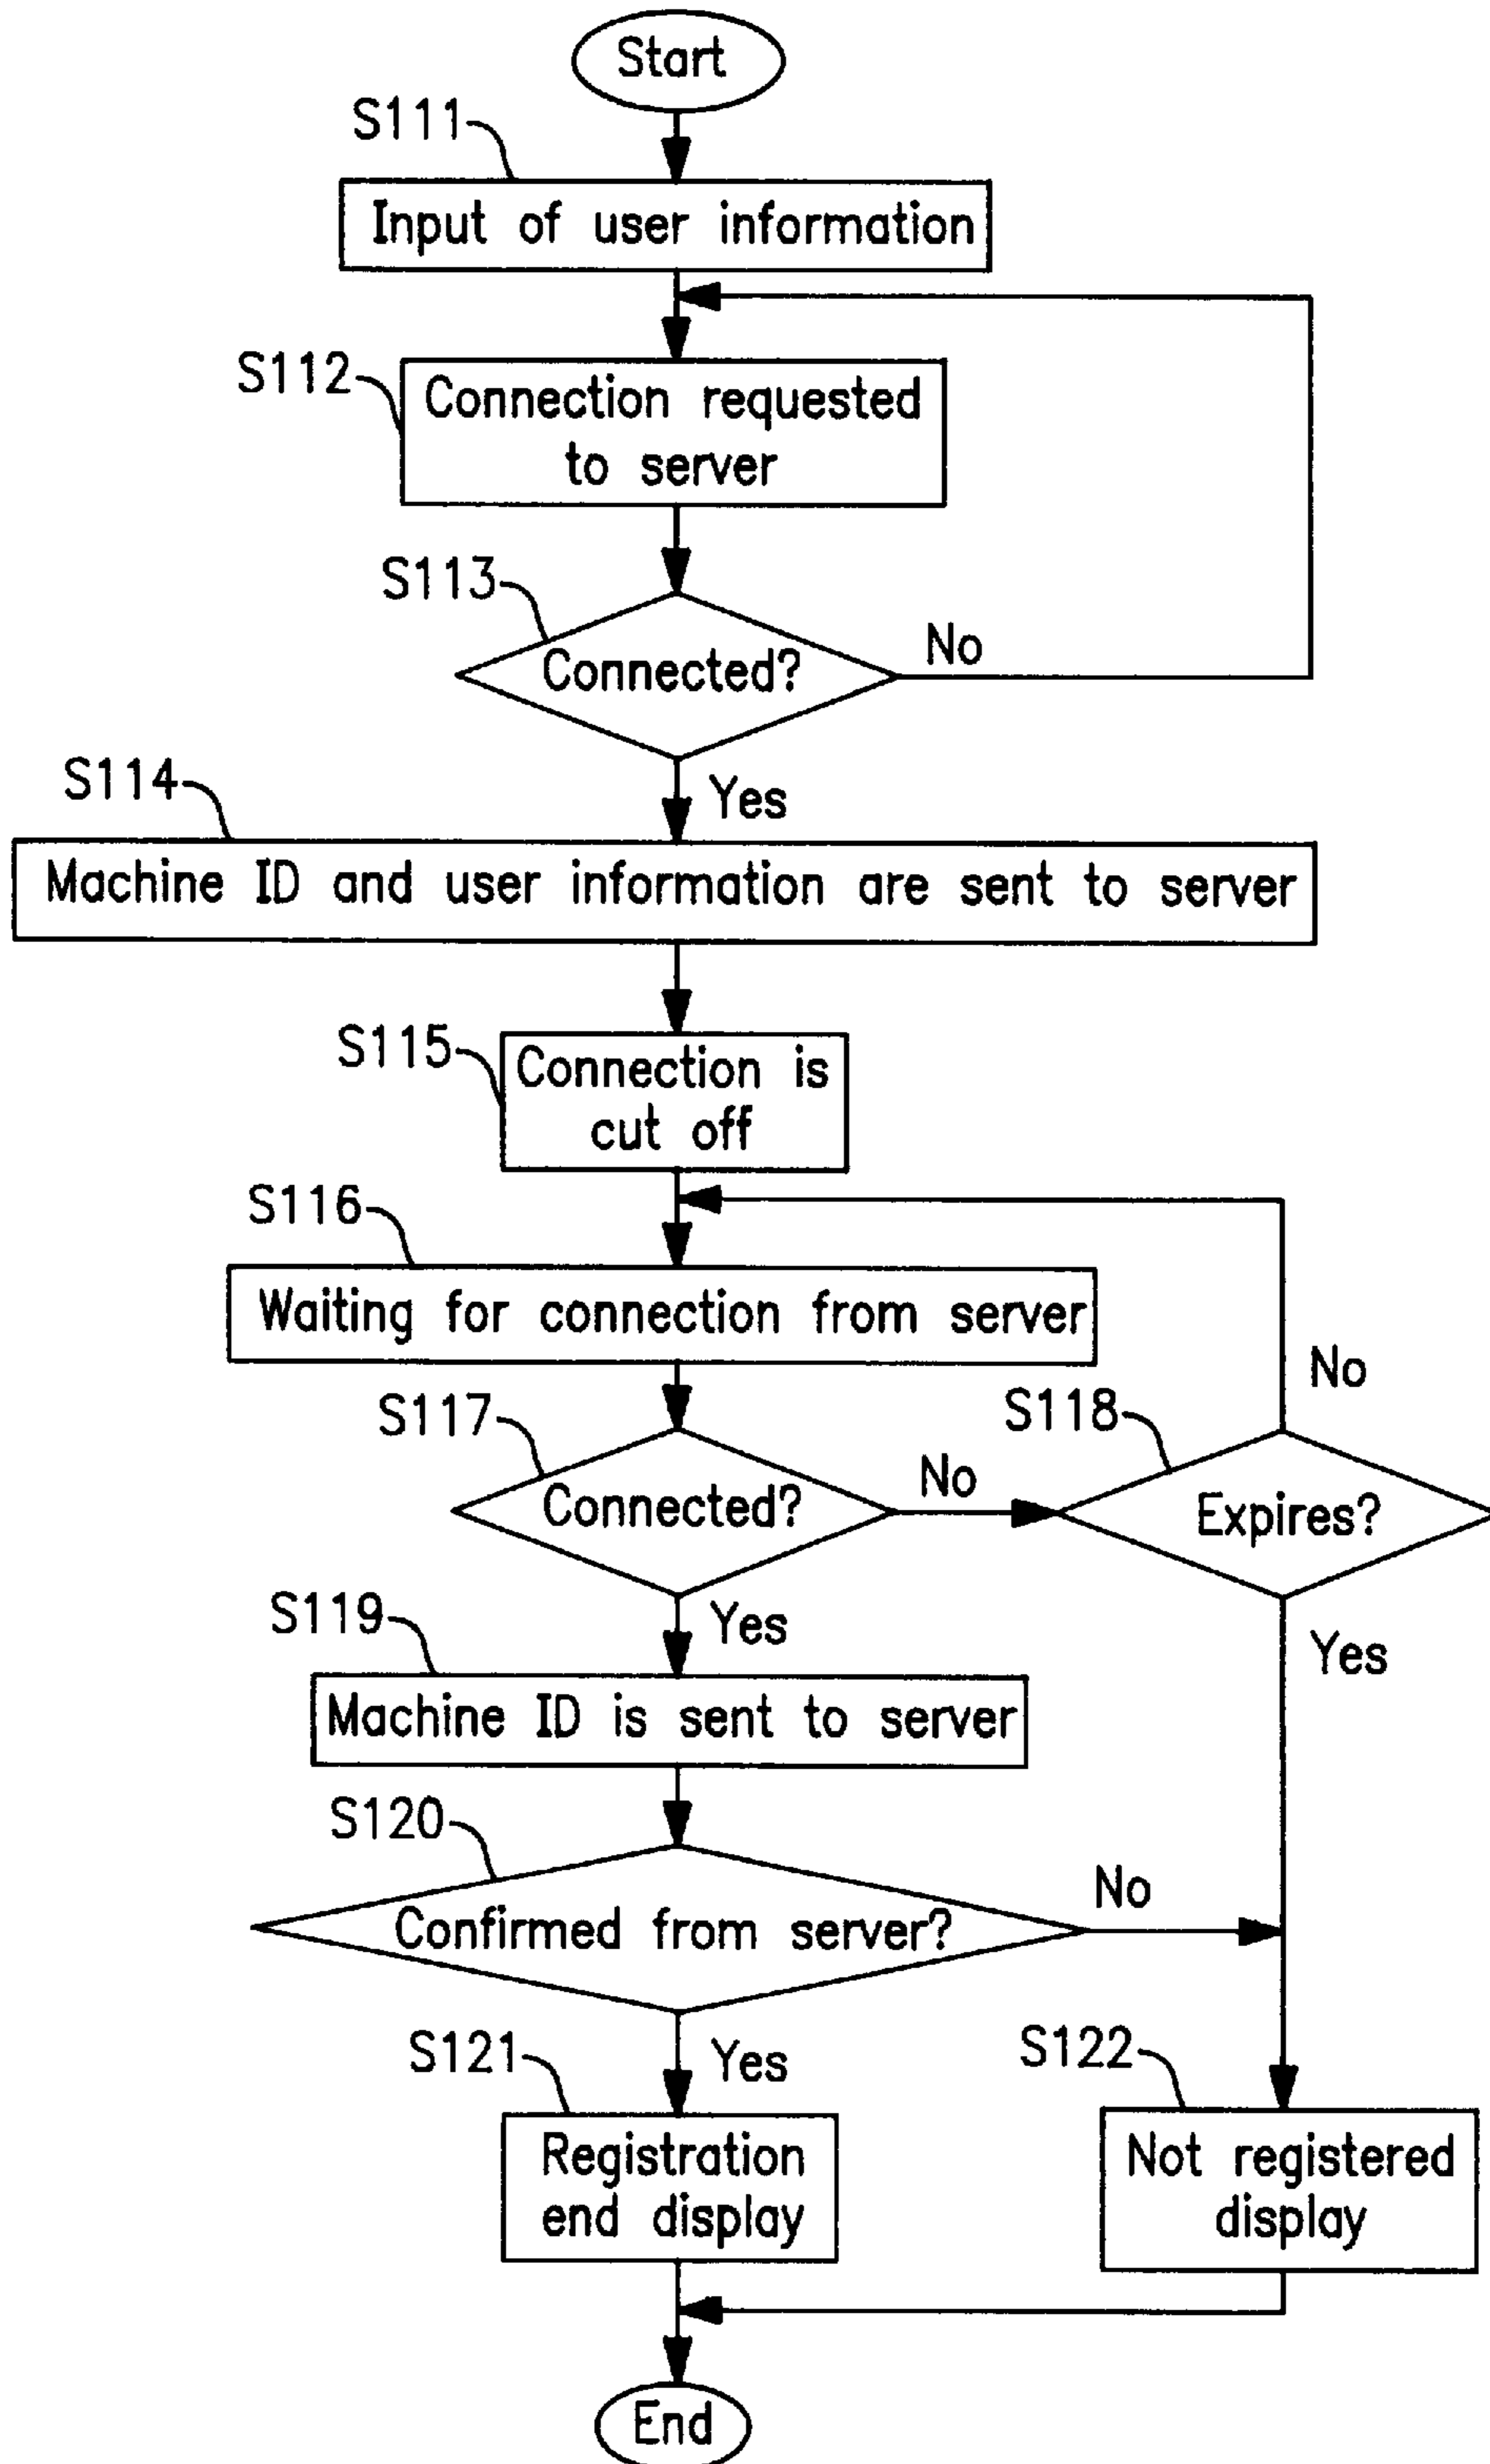 Start
S111
Input of user information
S112
Connection requested
to server
S113
Connected?
No
Yes
S114
Machine ID and user information are sent to server
S115
Connection is
cut off
S116
Waiting for connection from server
No
S117
Connected?
No
S118
Expires?
Yes
Yes
S119
Machine ID is sent to server
S120
Confirmed from server?
No
Yes
S121
Registration
end display
S122
Not registered
display
End